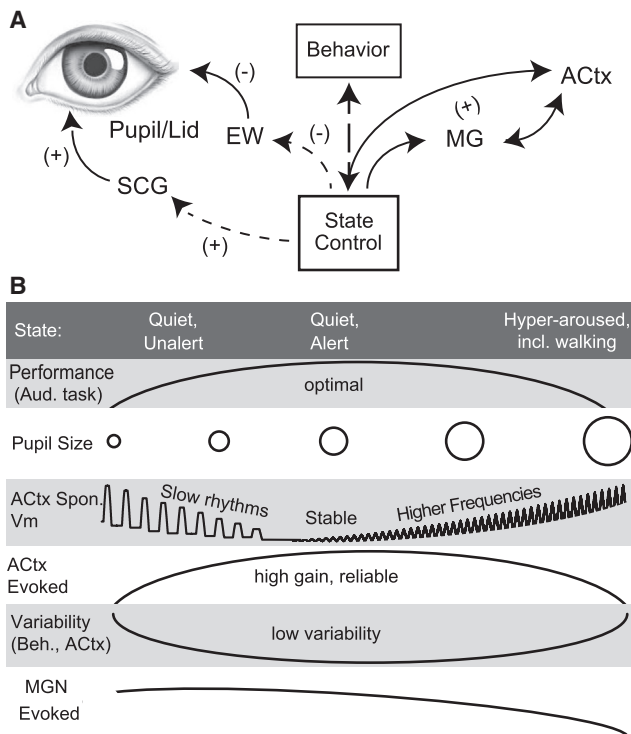 A
Behavior
ACtx
(-)
(+)
Pupil/Lid
EW
(-)
MG
(+)
SCG
State
Control
(+)
B
State:
Quiet,
Unalert
Quiet,
Alert
Hyper-aroused,
incl. walking
Performance
(Aud. task)
optimal
Pupil Size
ACtx Spon.
Vm
Slow rhythms
Stable
Higher Frequencies
ACtx
Evoked
high gain, reliable
Variability
(Beh., ACtx)
low variability
MGN
Evoked